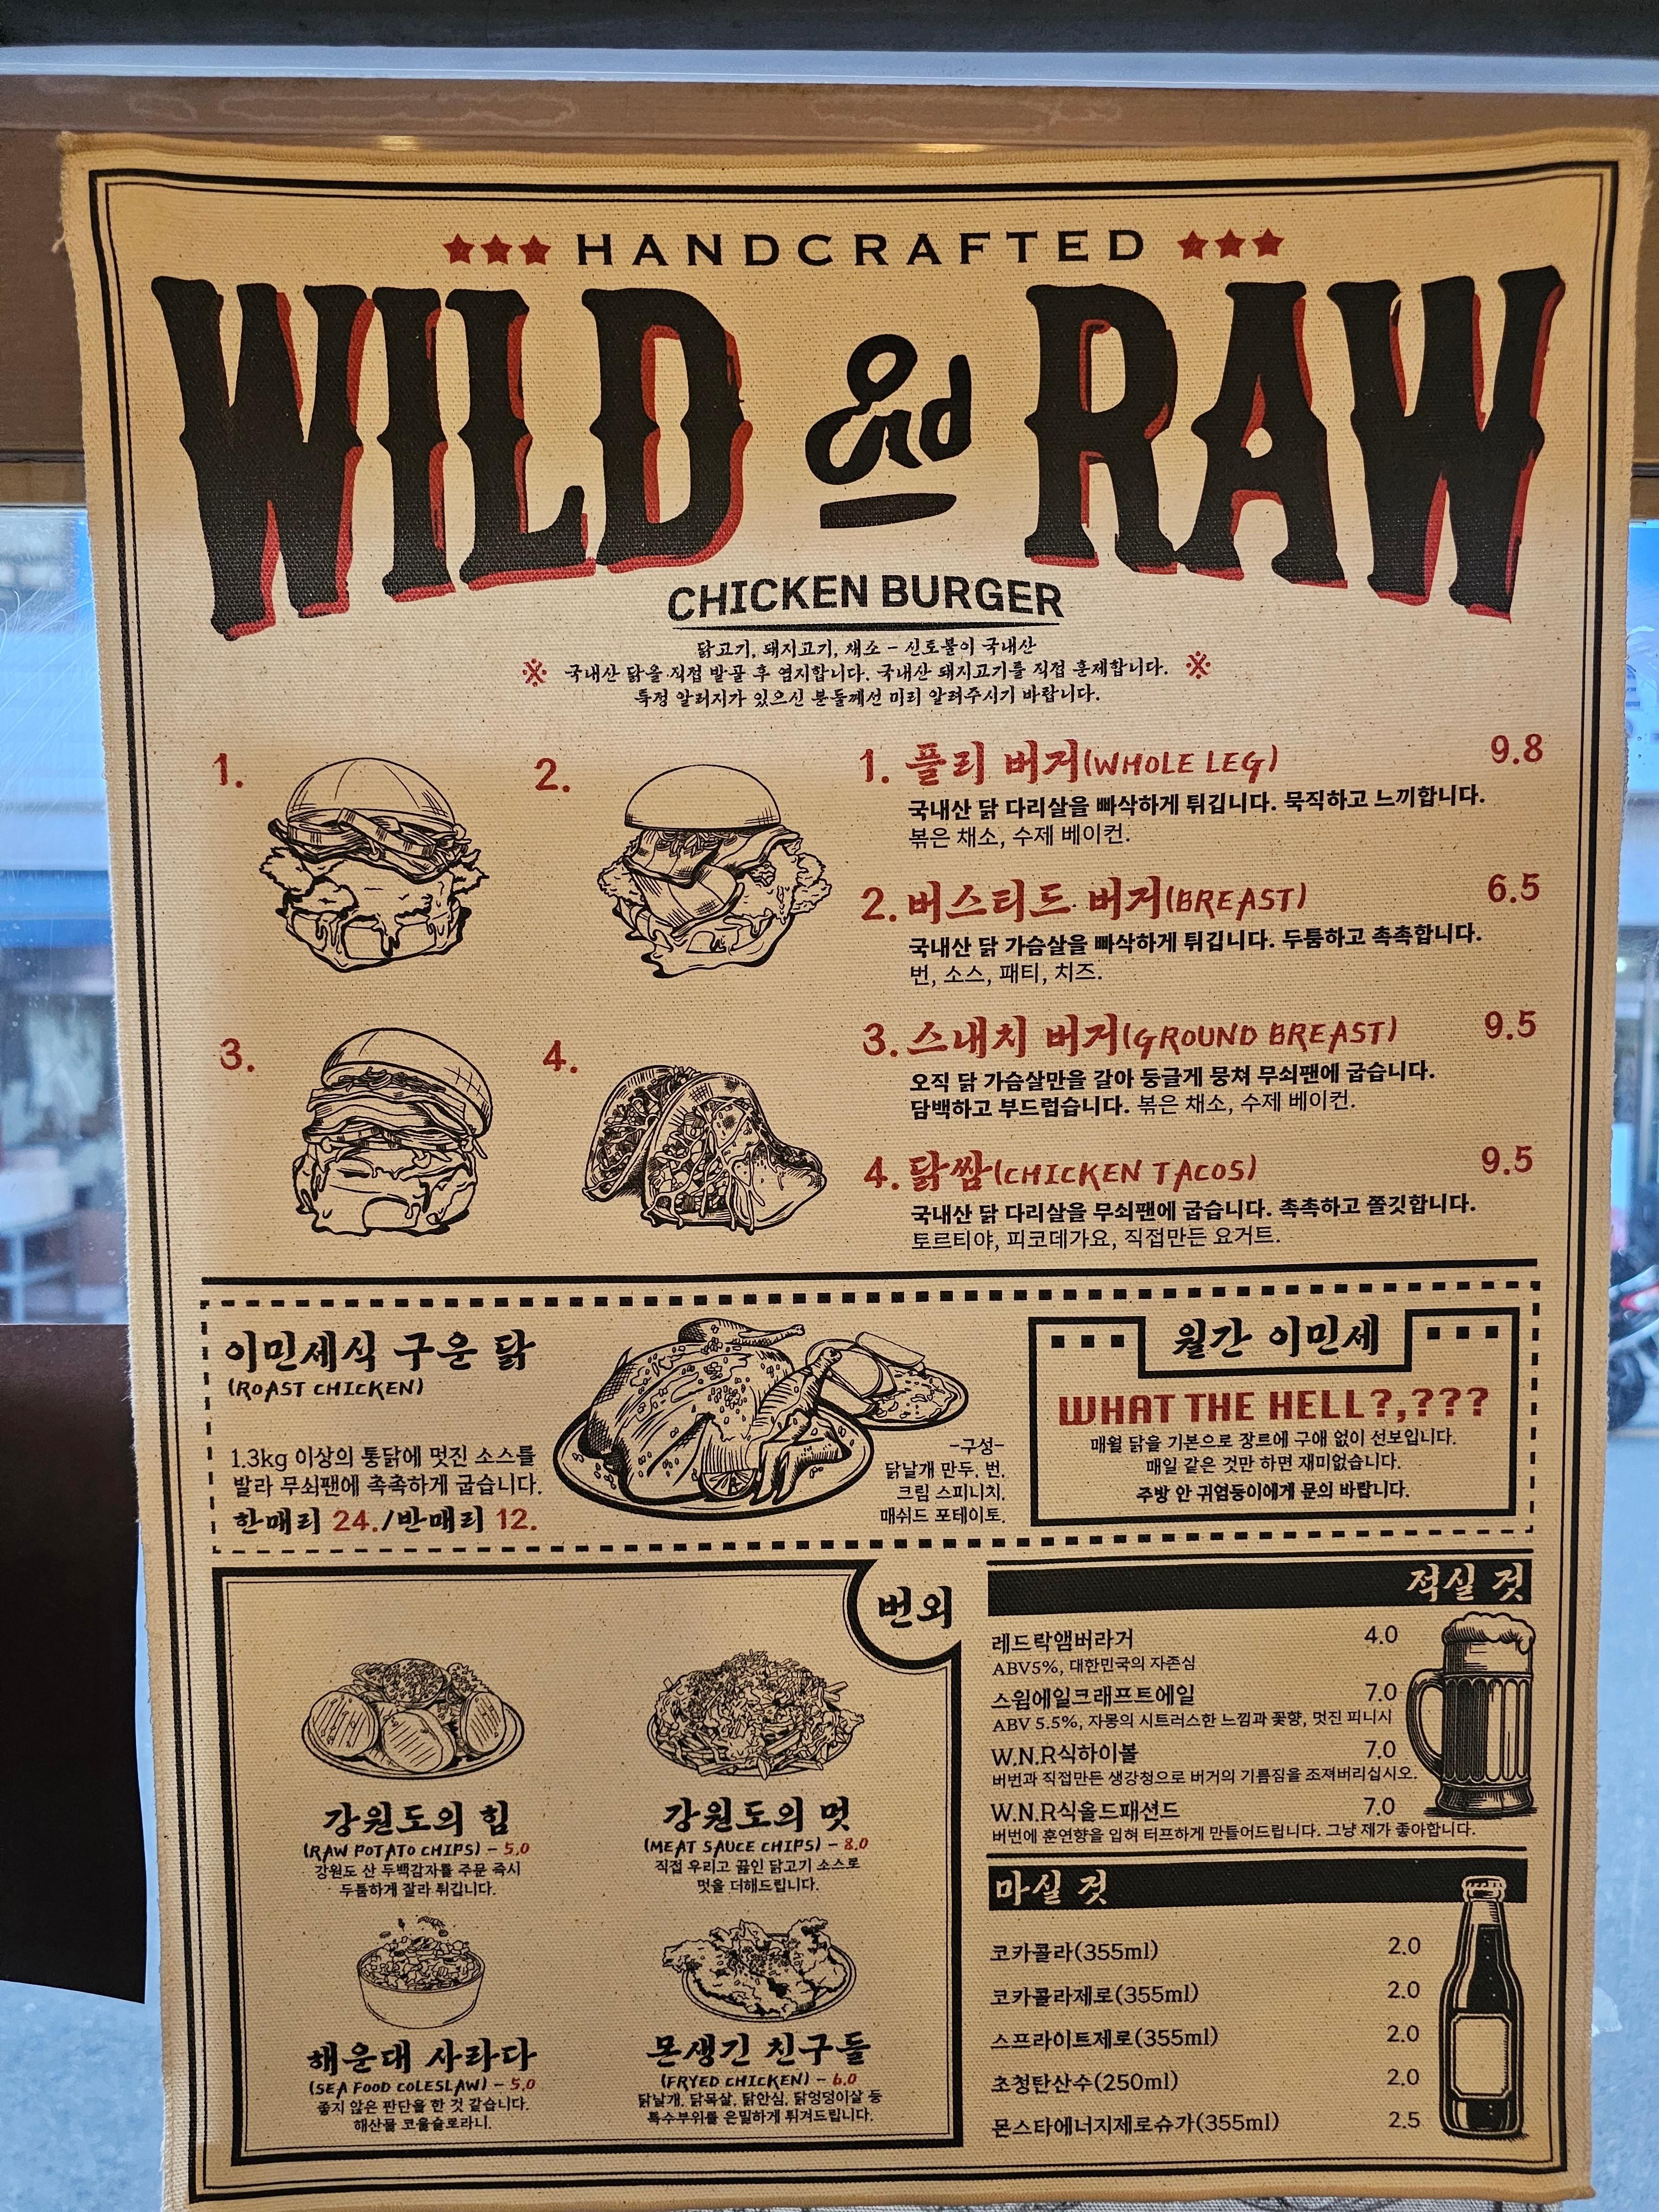 HANDCRAFTED
WILD and RAW
CHICKEN BURGER
닭고기, 돼지고기, 채소 - 신토불이 국내산
※ 국내산 닭을 직접 발골 후 염지합니다. 국내산 돼지고기를 직접 훈제합니다. ※
특정 알러지가 있으신 분들께선 미리 알려주시기 바랍니다.
1.
2.
3.
4.
1. 플리 버거(WHOLE LEG) 9.8
국내산 닭 다리살을 빠삭하게 튀깁니다. 묵직하고 느끼합니다.
볶은 채소, 수제 베이컨.
2. 버스티드 버거(BREAST) 6.5
국내산 닭 가슴살을 빠삭하게 튀깁니다. 두툼하고 촉촉합니다.
번, 소스, 패티, 치즈.
3. 스내치 버거(GROUND BREAST) 9.5
오직 닭 가슴살만을 갈아 둥글게 뭉쳐 무쇠팬에 굽습니다.
담백하고 부드럽습니다. 볶은 채소, 수제 베이컨.
4. 닭쌈(CHICKEN TACOS) 9.5
국내산 닭 다리살을 무쇠팬에 굽습니다. 촉촉하고 쫄깃합니다.
토르티야, 피코데가요, 직접만든 요거트.
이민세식 구운 닭
(ROAST CHICKEN)
1.3kg 이상의 통닭에 멋진 소스를
발라 무쇠팬에 촉촉하게 굽습니다.
한매리 24./반매리 12.
-구성-
닭날개 만두, 번,
크림 스피니치,
매쉬드 포테이토.
월간 이민세
WHAT THE HELL?,???
매월 닭을 기본으로 장르에 구애 없이 선보입니다.
매일 같은 것만 하면 재미없습니다.
주방 안 귀염둥이에게 문의 바랍니다.
번외
강원도의 힘
(RAW POTATO CHIPS) - 5.0
강원도 산 두백감자를 주문 즉시
두툼하게 잘라 튀깁니다.
강원도의 멋
(MEAT SAUCE CHIPS) - 8.0
직접 우리고 끓인 닭고기 소스로
멋을 더해드립니다.
해운대 사라다
(SEA FOOD COLESLAW) - 5.0
좋지 않은 판단을 한 것 같습니다.
해산물 코울슬로라니.
몬생긴 친구들
(FRYED CHICKEN) - 6.0
닭날개, 닭목살, 닭안심, 닭엉덩이살 등
특수부위를 은밀하게 튀겨드립니다.
적실 것
레드락앰버라거 4.0
ABV5%, 대한민국의 자존심
스윔에일크래프트에일 7.0
ABV 5.5%, 자몽의 시트러스한 느낌과 꽃향, 멋진 피니시
W.N.R식하이볼 7.0
버번과 직접만든 생강청으로 버거의 기름짐을 조져버리십시오.
W.N.R식올드패션드 7.0
버번에 훈연향을 입혀 터프하게 만들어드립니다. 그냥 제가 좋아합니다.
마실 것
코카콜라(355ml) 2.0
코카콜라제로(355ml) 2.0
스프라이트제로(355ml) 2.0
초정탄산수(250ml) 2.0
몬스타에너지제로슈가(355ml) 2.5